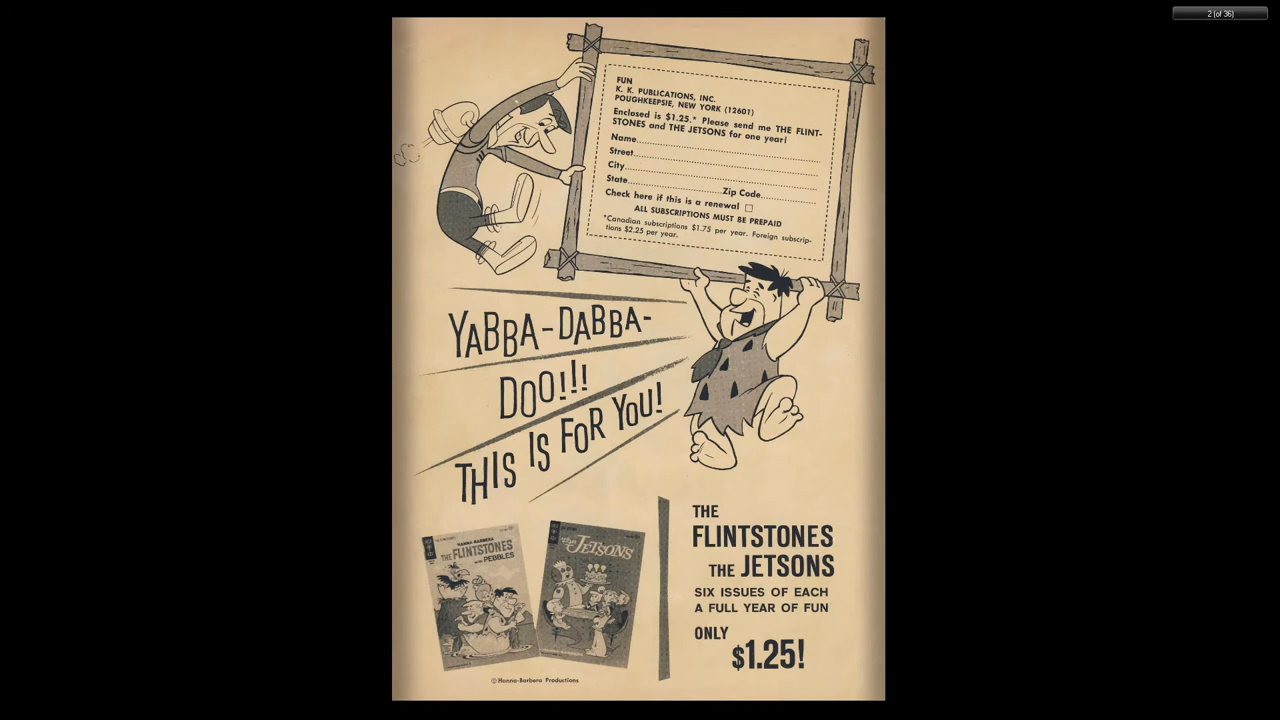 2 (of 36)
FUN
K. K. PUBLICATIONS, INC.
POUGHKEEPSIE, NEW YORK (12601)
Enclosed is $1.25.* Please send me THE FLINT-
STONES and THE JETSONS for one year!
Name
Street
City
State Zip Code
Check here if this is a renewal ☐
ALL SUBSCRIPTIONS MUST BE PREPAID
*Canadian subscriptions $1.75 per year. Foreign subscrip-
tions $2.25 per year.
YABBA-DABBA-
DOO!!!
THIS IS FOR YOU!
HANNA-BARBERA
THE FLINTSTONES
WITH PEBBLES
THE JETSONS
THE
FLINTSTONES
THE JETSONS
SIX ISSUES OF EACH
A FULL YEAR OF FUN
ONLY
$1.25!
© Hanna-Barbera Productions